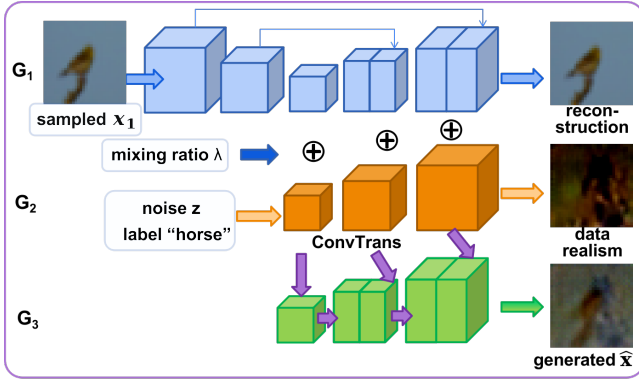 G₁
sampled x₁
recon-
struction
mixing ratio λ
G₂
noise z
label “horse”
ConvTrans
data
realism
G₃
generated x̂